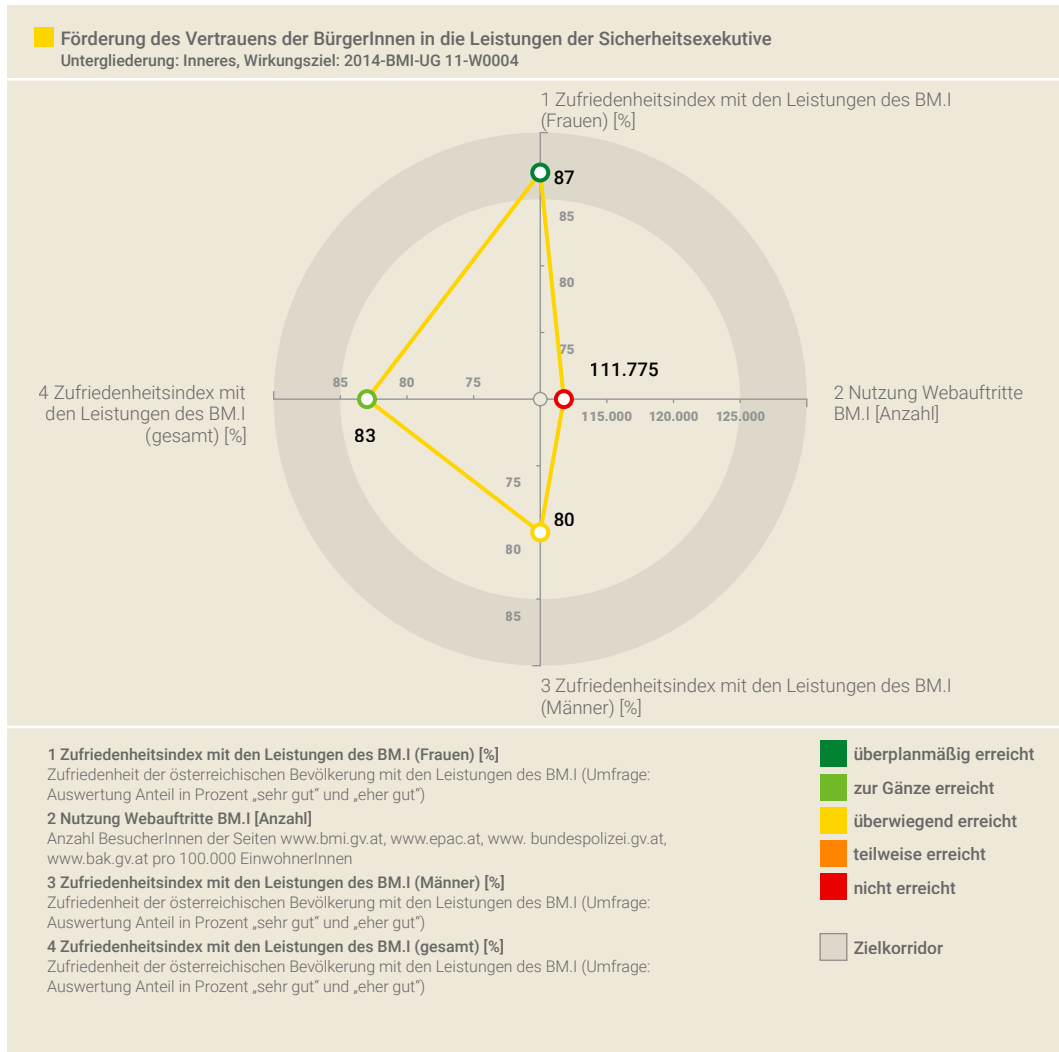 Förderung des Vertrauens der BürgerInnen in die Leistungen der Sicherheitsexekutive
Untergliederung: Inneres, Wirkungsziel: 2014-BMI-UG 11-W0004
1 Zufriedenheitsindex mit den Leistungen des BM.I
(Frauen) [%]
87
85
80
75
111.775
115.000 120.000 125.000
2 Nutzung Webauftritte
BM.I [Anzahl]
85 80 75
4 Zufriedenheitsindex mit
den Leistungen des BM.I
(gesamt) [%]
83
75
80
80
85
3 Zufriedenheitsindex mit den Leistungen des BM.I
(Männer) [%]
1 Zufriedenheitsindex mit den Leistungen des BM.I (Frauen) [%]
Zufriedenheit der österreichischen Bevölkerung mit den Leistungen des BM.I (Umfrage:
Auswertung Anteil in Prozent „sehr gut“ und „eher gut“)
2 Nutzung Webauftritte BM.I [Anzahl]
Anzahl BesucherInnen der Seiten www.bmi.gv.at, www.epac.at, www. bundespolizei.gv.at,
www.bak.gv.at pro 100.000 EinwohnerInnen
3 Zufriedenheitsindex mit den Leistungen des BM.I (Männer) [%]
Zufriedenheit der österreichischen Bevölkerung mit den Leistungen des BM.I (Umfrage:
Auswertung Anteil in Prozent „sehr gut“ und „eher gut“)
4 Zufriedenheitsindex mit den Leistungen des BM.I (gesamt) [%]
Zufriedenheit der österreichischen Bevölkerung mit den Leistungen des BM.I (Umfrage:
Auswertung Anteil in Prozent „sehr gut“ und „eher gut“)
überplanmäßig erreicht
zur Gänze erreicht
überwiegend erreicht
teilweise erreicht
nicht erreicht
Zielkorridor